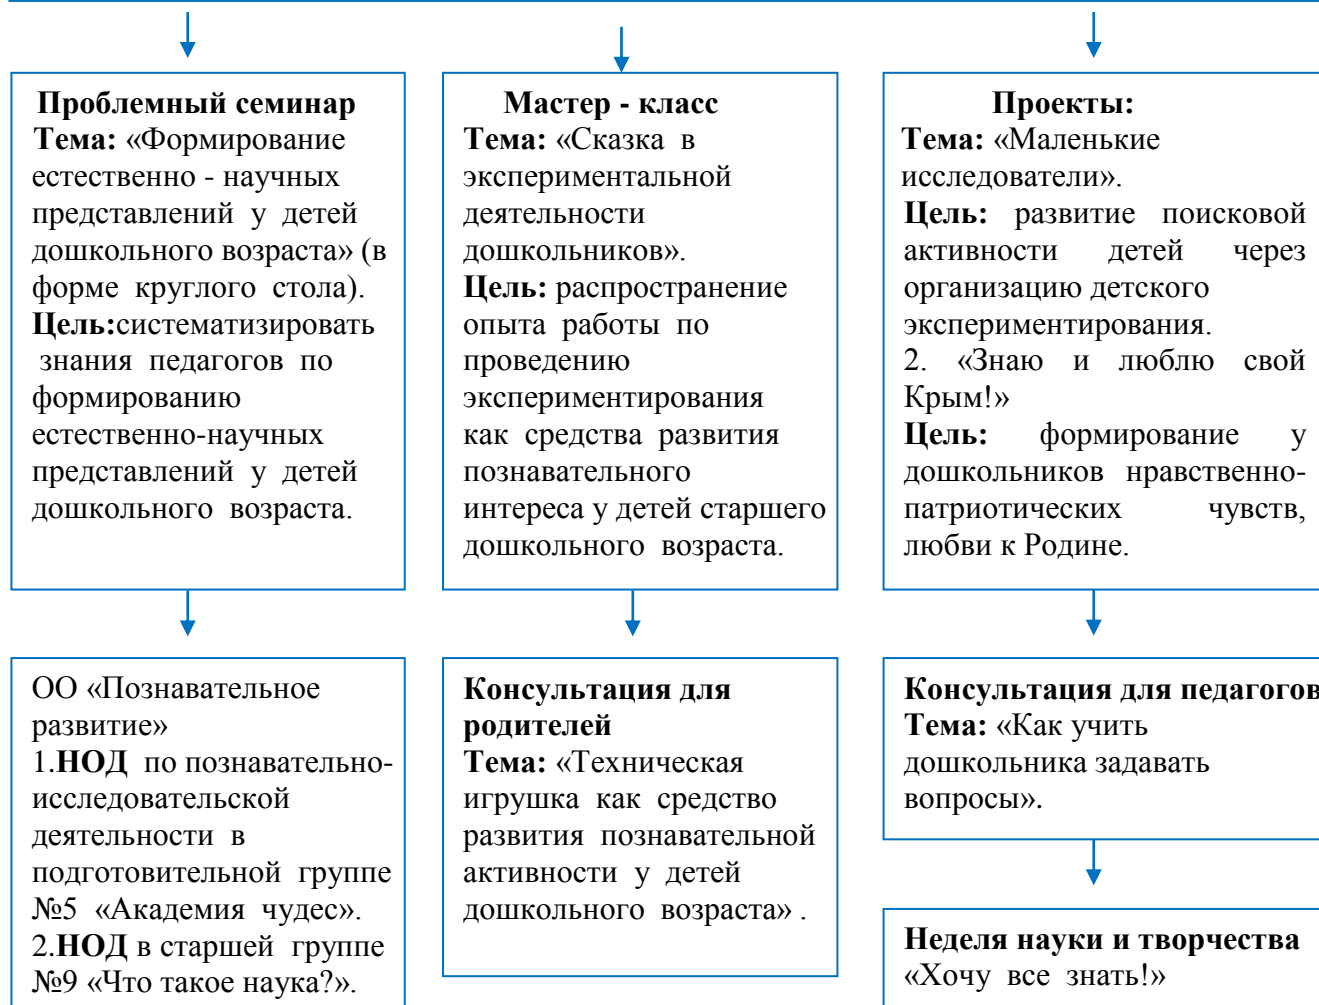 Проблемный семинар
Тема: «Формирование
естественно - научных
представлений у детей
дошкольного возраста» (в
форме круглого стола).
Цель:систематизировать
знания педагогов по
формированию
естественно-научных
представлений у детей
дошкольного возраста.
Мастер - класс
Тема: «Сказка в
экспериментальной
деятельности
дошкольников».
Цель: распространение
опыта работы по
проведению
экспериментирования
как средства развития
познавательного
интереса у детей старшего
дошкольного возраста.
Проекты:
Тема: «Маленькие
исследователи».
Цель: развитие поисковой
активности детей через
организацию детского
экспериментирования.
2. «Знаю и люблю свой
Крым!»
Цель: формирование у
дошкольников нравственно-
патриотических чувств,
любви к Родине.
ОО «Познавательное
развитие»
1.НОД по познавательно-
исследовательской
деятельности в
подготовительной группе
№5 «Академия чудес».
2.НОД в старшей группе
№9 «Что такое наука?».
Консультация для
родителей
Тема: «Техническая
игрушка как средство
развития познавательной
активности у детей
дошкольного возраста» .
Консультация для педагогов
Тема: «Как учить
дошкольника задавать
вопросы».
Неделя науки и творчества
«Хочу все знать!»